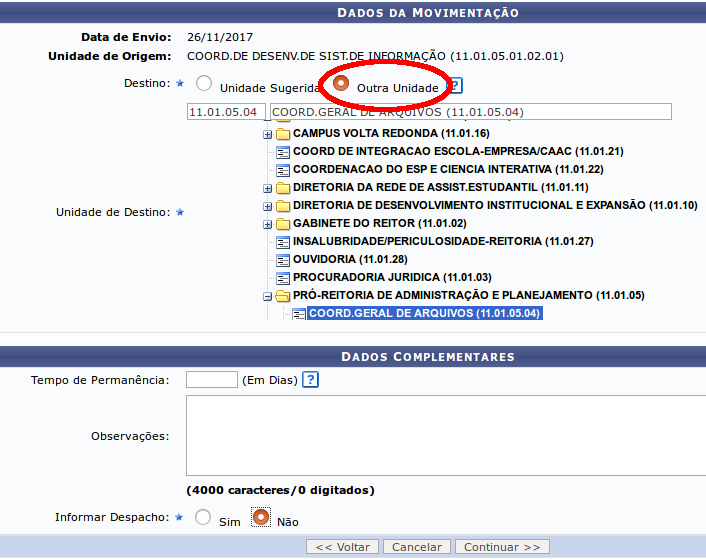 DADOS DA MOVIMENTAÇÃO
Data de Envio: 26/11/2017
Unidade de Origem: COORD.DE DESENV.DE SIST.DE INFORMAÇÃO (11.01.05.01.02.01)
Destino: Unidade Sugerida Outra Unidade ?
11.01.05.04 COORD.GERAL DE ARQUIVOS (11.01.05.04)
CAMPUS VOLTA REDONDA (11.01.16)
COORD DE INTEGRACAO ESCOLA-EMPRESA/CAAC (11.01.21)
COORDENACAO DO ESP E CIENCIA INTERATIVA (11.01.22)
DIRETORIA DA REDE DE ASSIST.ESTUDANTIL (11.01.11)
Unidade de Destino: DIRETORIA DE DESENVOLVIMENTO INSTITUCIONAL E EXPANSÃO (11.01.10)
GABINETE DO REITOR (11.01.02)
INSALUBRIDADE/PERICULOSIDADE-REITORIA (11.01.27)
OUVIDORIA (11.01.28)
PROCURADORIA JURIDICA (11.01.03)
PRÓ-REITORIA DE ADMINISTRAÇÃO E PLANEJAMENTO (11.01.05)
COORD.GERAL DE ARQUIVOS (11.01.05.04)
DADOS COMPLEMENTARES
Tempo de Permanência: (Em Dias) ?
Observações:
(4000 caracteres/0 digitados)
Informar Despacho: Sim Não
<< Voltar Cancelar Continuar >>